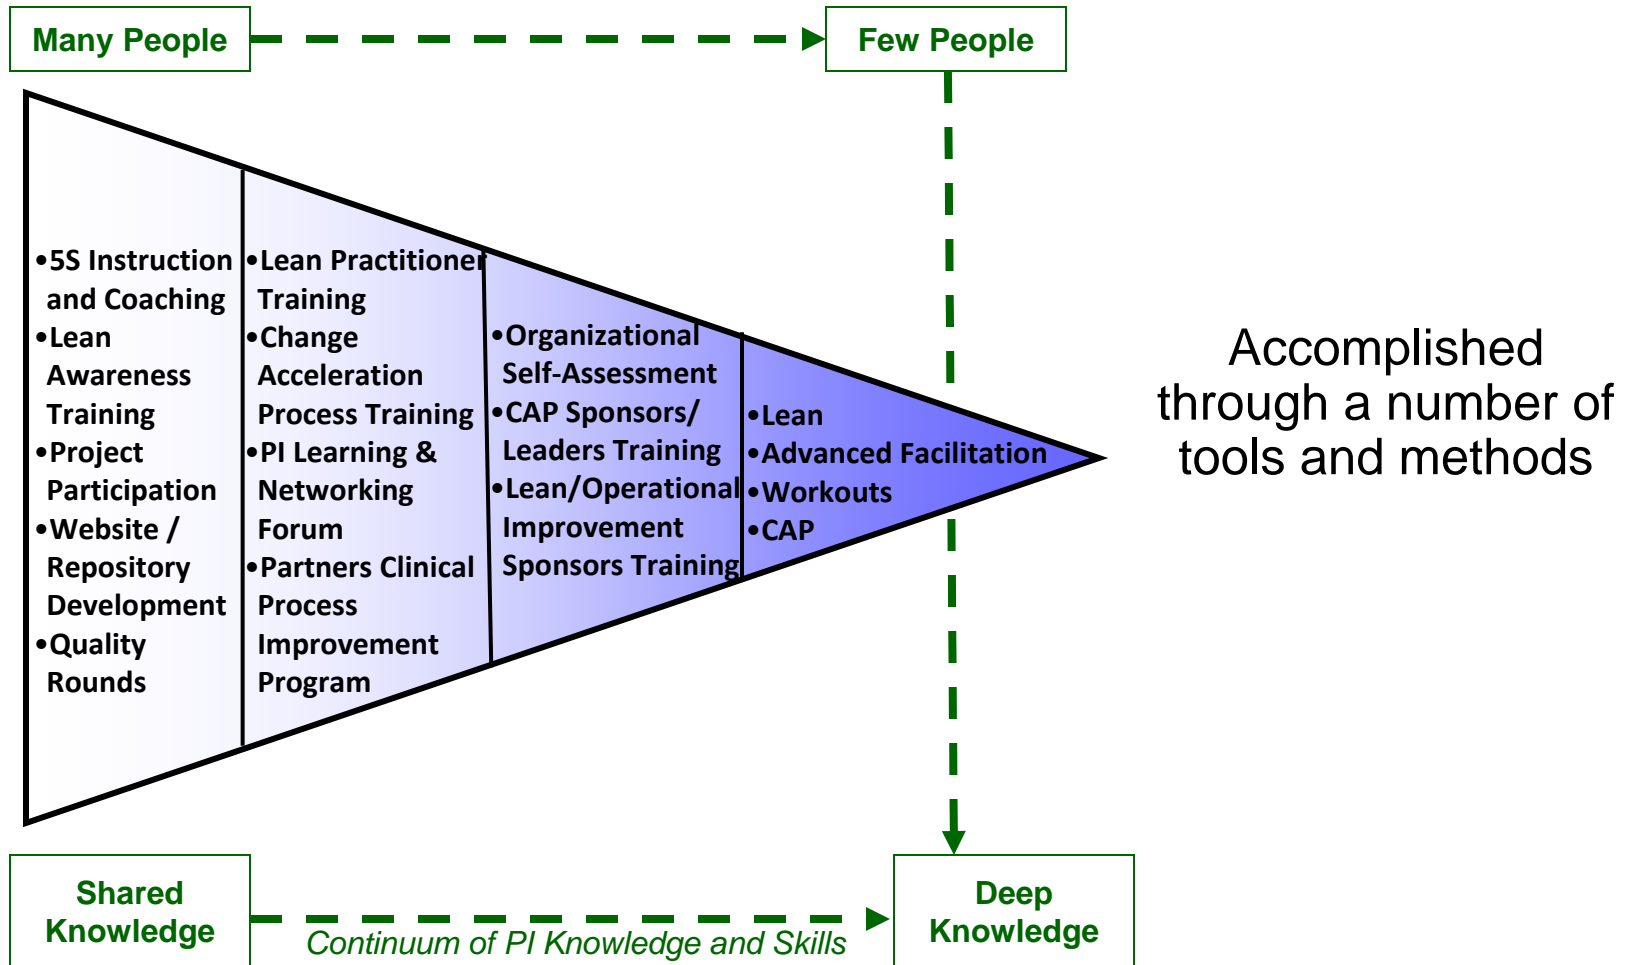 Many People
Few People
•5S Instruction
and Coaching
•Lean
Awareness
Training
•Project
Participation
•Website /
Repository
Development
•Quality
Rounds
•Lean Practitioner
Training
•Change
Acceleration
Process Training
•PI Learning &
Networking
Forum
•Partners Clinical
Process
Improvement
Program
•Organizational
Self-Assessment
•CAP Sponsors/
Leaders Training
•Lean/Operational
Improvement
Sponsors Training
•Lean
•Advanced Facilitation
•Workouts
•CAP
Accomplished
through a number of
tools and methods
Shared
Knowledge
Continuum of PI Knowledge and Skills
Deep
Knowledge